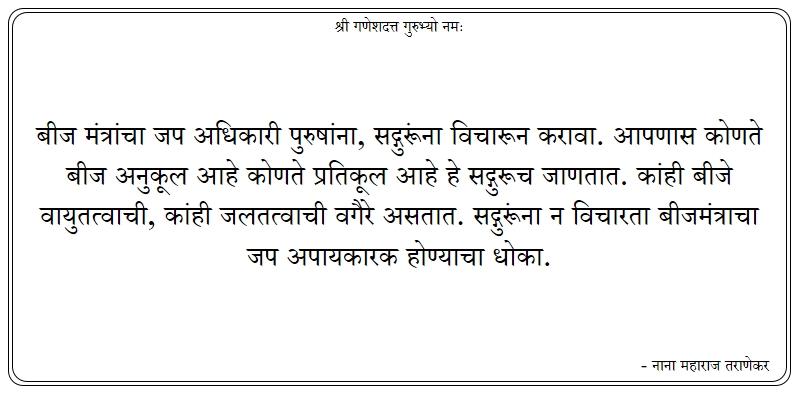 श्री गणेशदत्त गुरुभ्यो नमः
बीज मंत्रांचा जप अधिकारी पुरुषांना, सद्गुरूंना विचारून करावा. आपणास कोणते
बीज अनुकूल आहे कोणते प्रतिकूल आहे हे सद्गुरूच जाणतात. कांही बीजे
वायुतत्वाची, कांही जलतत्वाची वगैरे असतात. सद्गुरूंना न विचारता बीजमंत्राचा
जप अपायकारक होण्याचा धोका.
- नाना महाराज तराणेकर